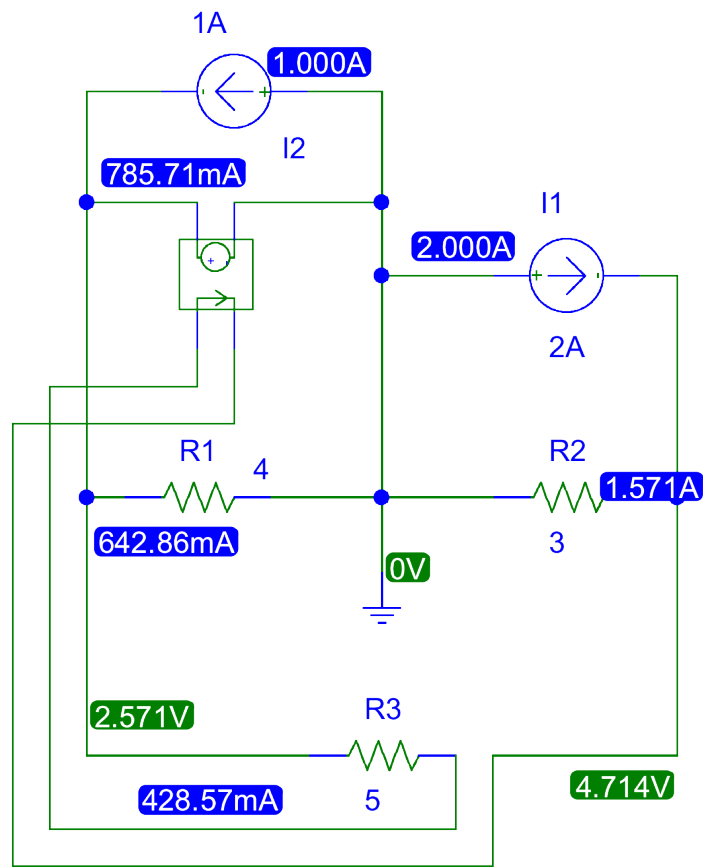 1A
1.000A
I2
785.71mA
I1
2.000A
2A
R1
4
R2
1.571A
642.86mA
3
0V
2.571V
R3
4.714V
428.57mA
5